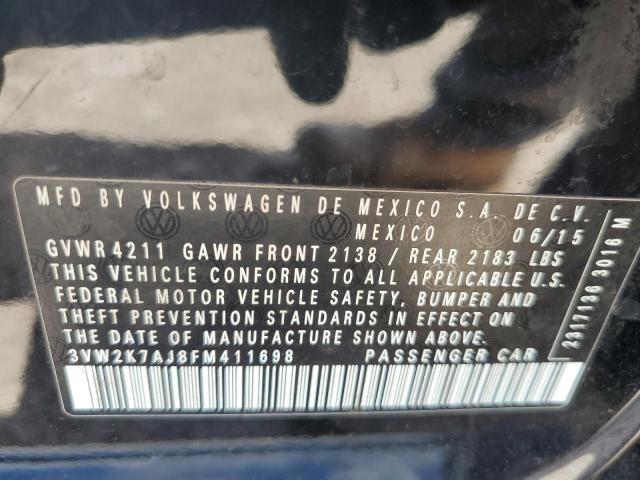 MFD BY VOLKSWAGEN DE MEXICO S.A. DE C.V.
MEXICO 06/15
GVWR 4211 GAWR FRONT 2138 / REAR 2183 LBS
THIS VEHICLE CONFORMS TO ALL APPLICABLE U.S.
FEDERAL MOTOR VEHICLE SAFETY, BUMPER AND
THEFT PREVENTION STANDARDS IN EFFECT ON
THE DATE OF MANUFACTURE SHOWN ABOVE.
3VW2K7AJ8FM411698 PASSENGER CAR
2317136 3016 M